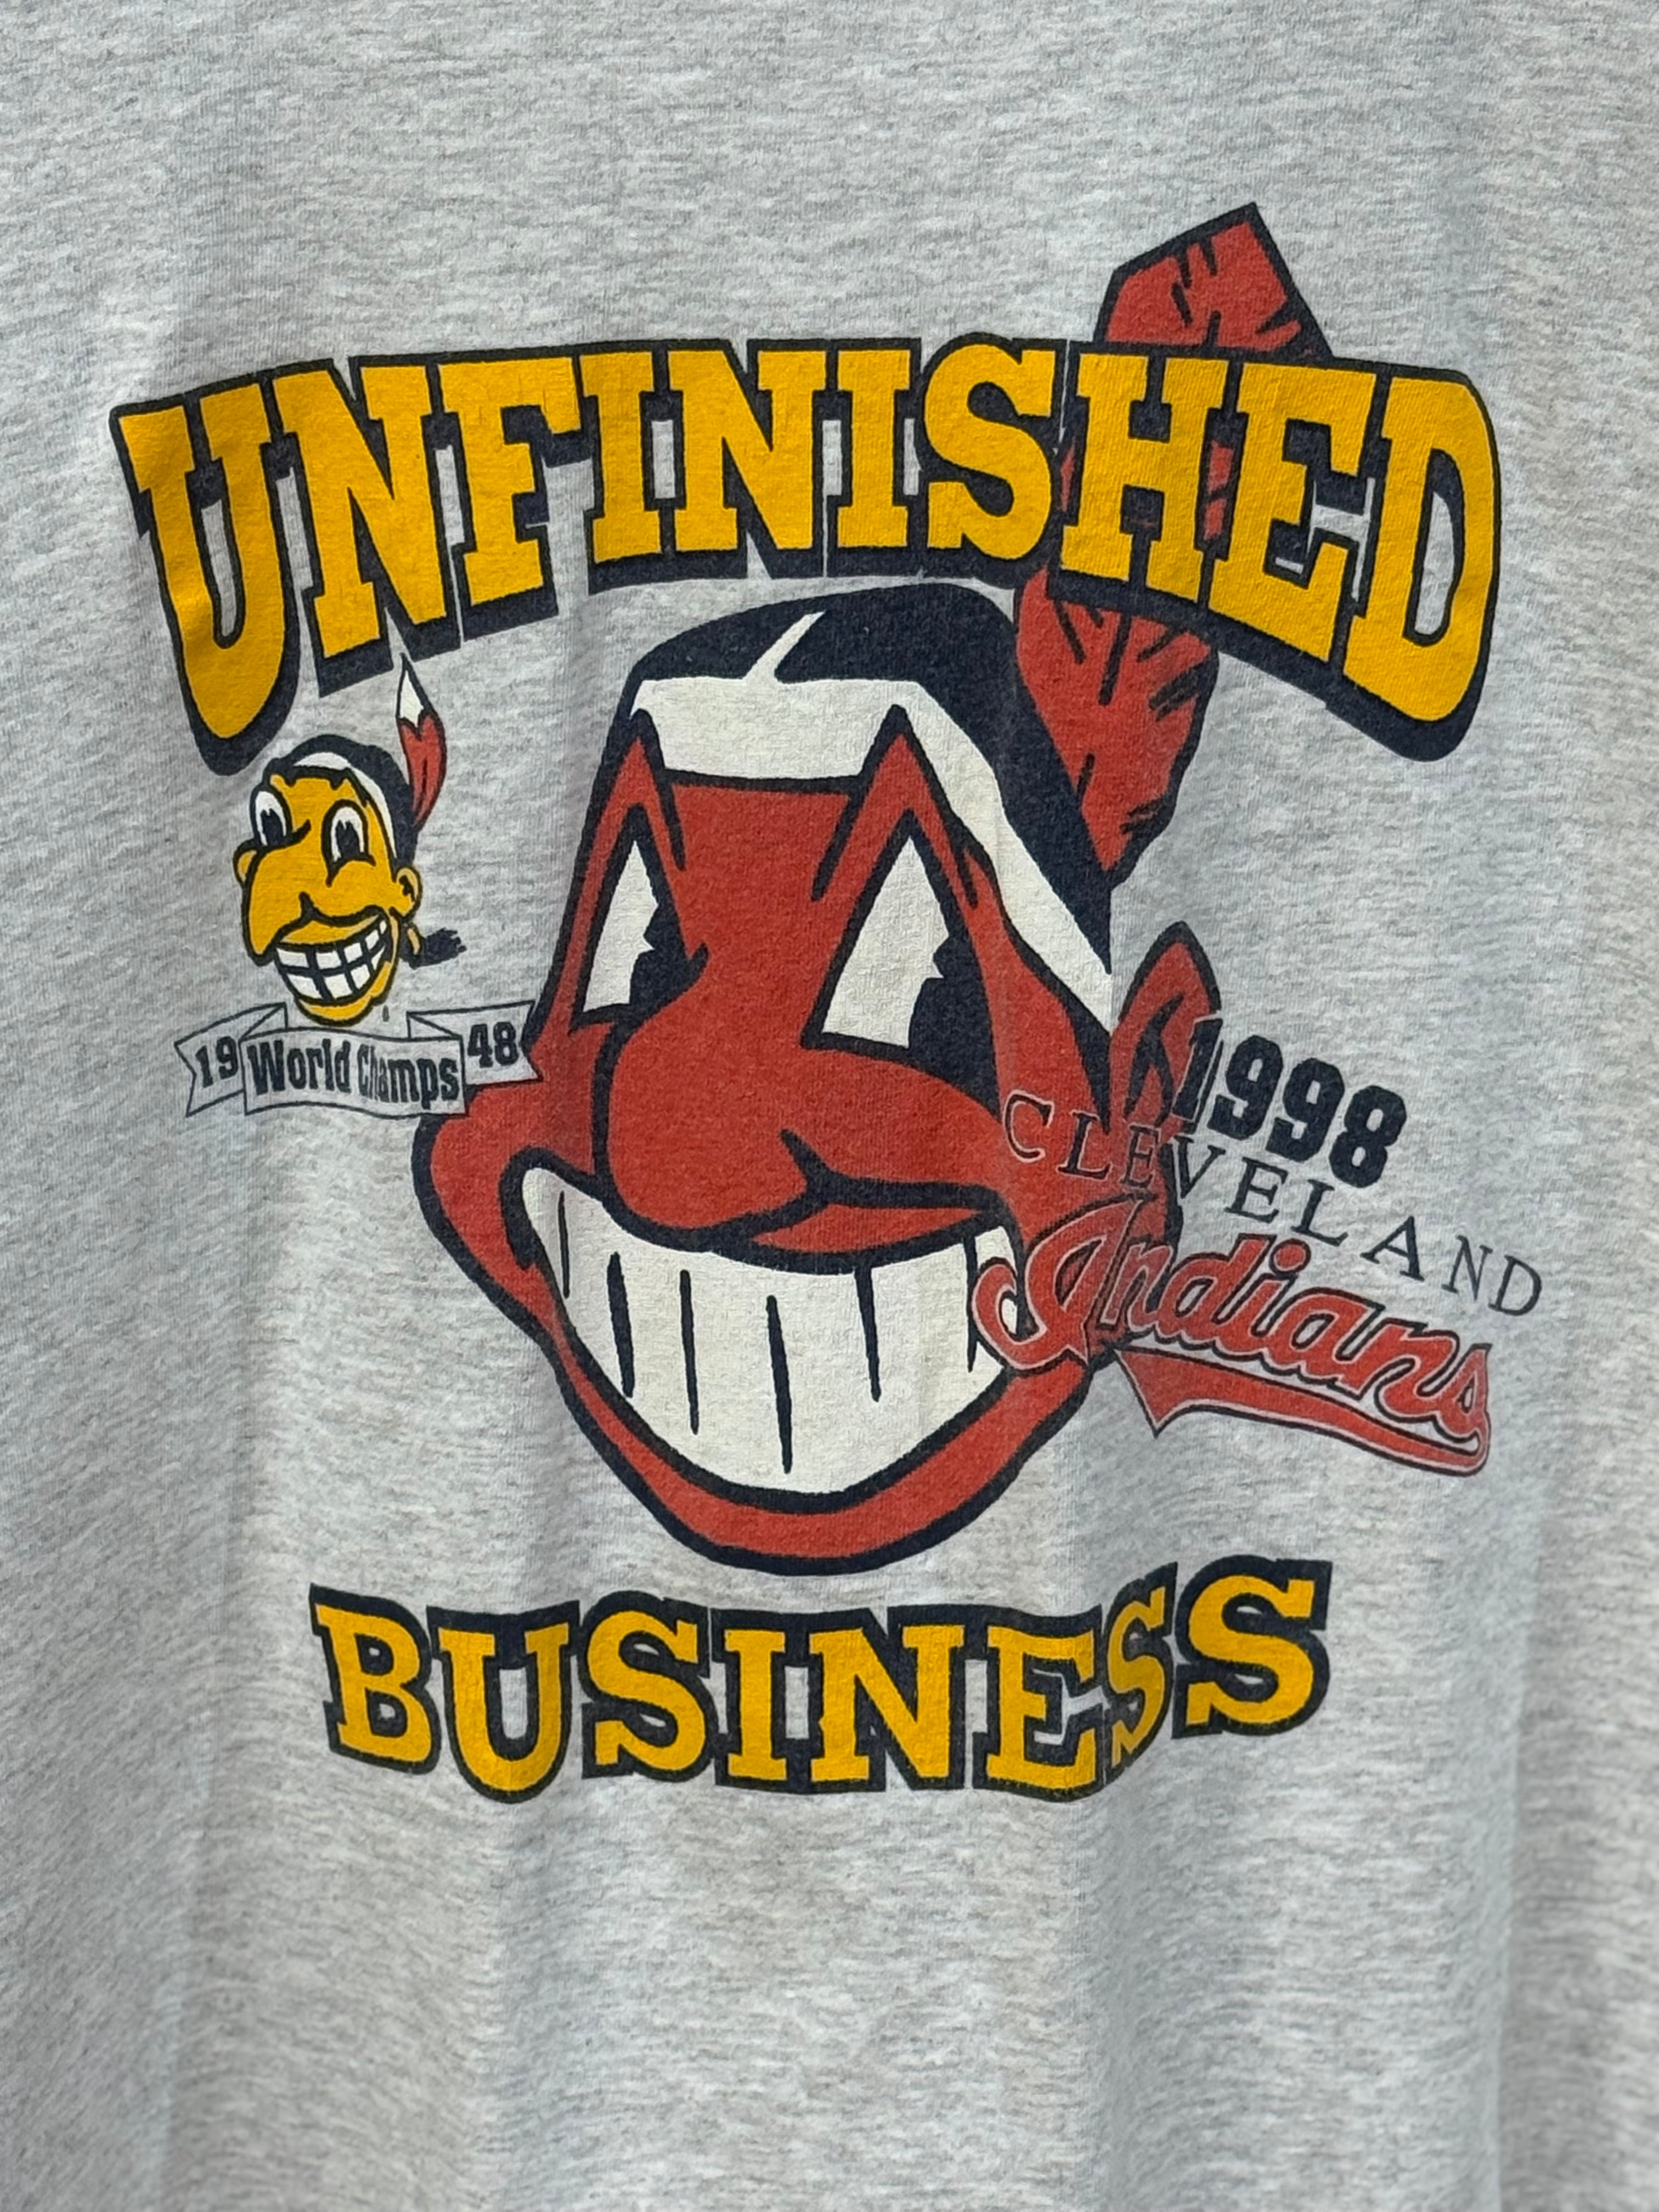 UNFINISHED
19 World Champs 48
1998
CLEVELAND
Indians
BUSINESS